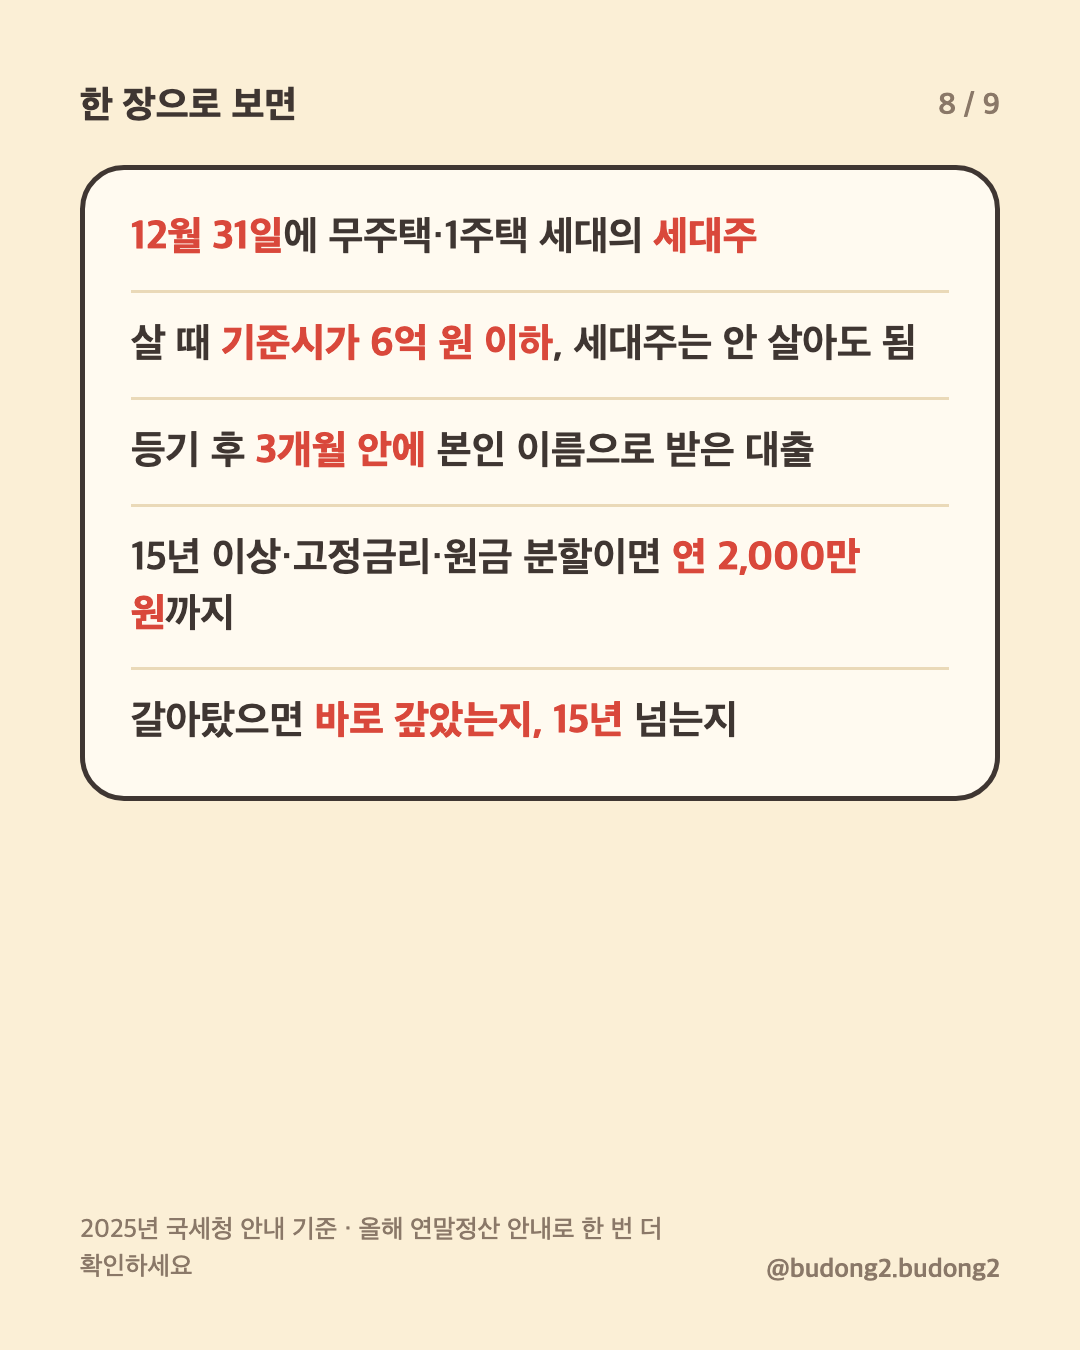 한 장으로 보면
8 / 9
12월 31일에 무주택·1주택 세대의 세대주
살 때 기준시가 6억 원 이하, 세대주는 안 살아도 됨
등기 후 3개월 안에 본인 이름으로 받은 대출
15년 이상·고정금리·원금 분할이면 연 2,000만
원까지
갈아탔으면 바로 갚았는지, 15년 넘는지
2025년 국세청 안내 기준 · 올해 연말정산 안내로 한 번 더
확인하세요
@budong2.budong2